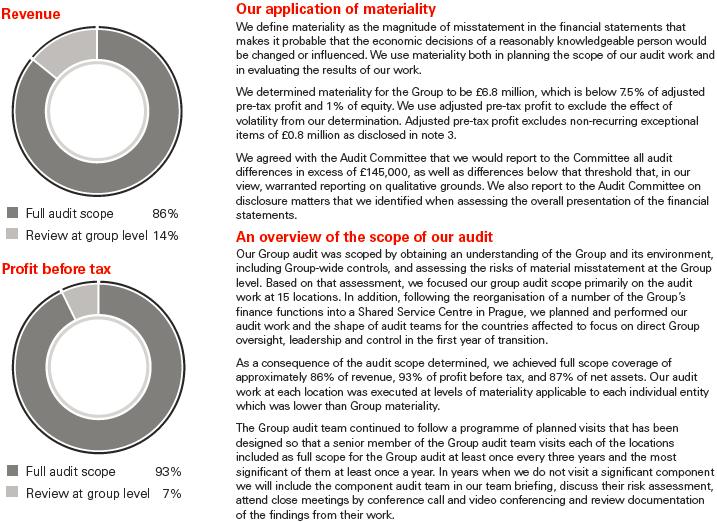 Revenue
Full audit scope 86%
Review at group level 14%
Profit before tax
Full audit scope 93%
Review at group level 7%
Our application of materiality
We define materiality as the magnitude of misstatement in the financial statements that
makes it probable that the economic decisions of a reasonably knowledgeable person would
be changed or influenced. We use materiality both in planning the scope of our audit work and
in evaluating the results of our work.
We determined materiality for the Group to be £6.8 million, which is below 7.5% of adjusted
pre-tax profit and 1% of equity. We use adjusted pre-tax profit to exclude the effect of
volatility from our determination. Adjusted pre-tax profit excludes non-recurring exceptional
items of £0.8 million as disclosed in note 3.
We agreed with the Audit Committee that we would report to the Committee all audit
differences in excess of £145,000, as well as differences below that threshold that, in our
view, warranted reporting on qualitative grounds. We also report to the Audit Committee on
disclosure matters that we identified when assessing the overall presentation of the financial
statements.
An overview of the scope of our audit
Our Group audit was scoped by obtaining an understanding of the Group and its environment,
including Group-wide controls, and assessing the risks of material misstatement at the Group
level. Based on that assessment, we focused our group audit scope primarily on the audit
work at 15 locations. In addition, following the reorganisation of a number of the Group's
finance functions into a Shared Service Centre in Prague, we planned and performed our
audit work and the shape of audit teams for the countries affected to focus on direct Group
oversight, leadership and control in the first year of transition.
As a consequence of the audit scope determined, we achieved full scope coverage of
approximately 86% of revenue, 93% of profit before tax, and 87% of net assets. Our audit
work at each location was executed at levels of materiality applicable to each individual entity
which was lower than Group materiality.
The Group audit team continued to follow a programme of planned visits that has been
designed so that a senior member of the Group audit team visits each of the locations
included as full scope for the Group audit at least once every three years and the most
significant of them at least once a year. In years when we do not visit a significant component
we will include the component audit team in our team briefing, discuss their risk assessment,
attend close meetings by conference call and video conferencing and review documentation
of the findings from their work.